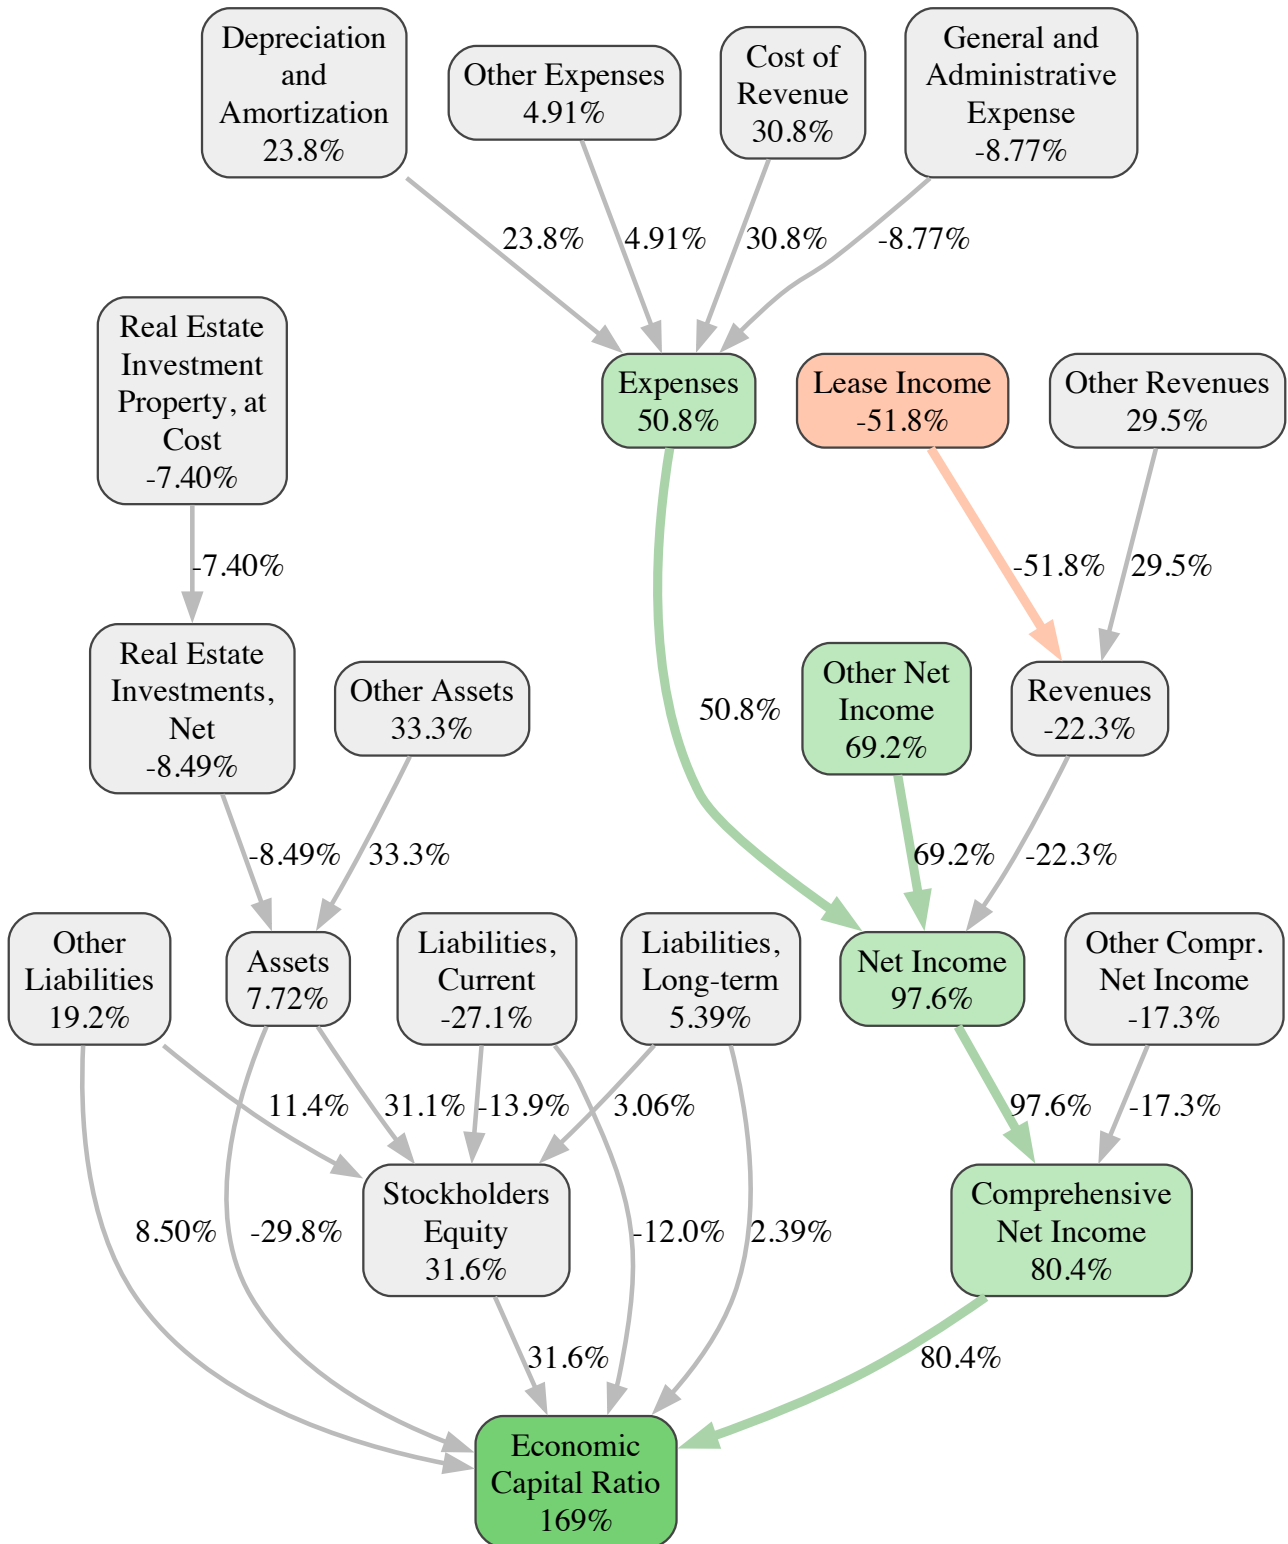 Depreciation
and
Amortization
23.8%
Other Expenses
4.91%
Cost of
Revenue
30.8%
General and
Administrative
Expense
-8.77%
23.8%
4.91%
30.8%
-8.77%
Real Estate
Investment
Property, at
Cost
-7.40%
Expenses
50.8%
Lease Income
-51.8%
Other Revenues
29.5%
-7.40%
-51.8%
29.5%
Real Estate
Investments,
Net
-8.49%
Other Assets
33.3%
50.8%
Other Net
Income
69.2%
Revenues
-22.3%
-8.49%
33.3%
69.2%
-22.3%
Other
Liabilities
19.2%
Assets
7.72%
Liabilities,
Current
-27.1%
Liabilities,
Long-term
5.39%
Net Income
97.6%
Other Compr.
Net Income
-17.3%
11.4%
31.1%
-13.9%
3.06%
97.6%
-17.3%
8.50%
-29.8%
Stockholders
Equity
31.6%
-12.0%
2.39%
Comprehensive
Net Income
80.4%
31.6%
80.4%
Economic
Capital Ratio
169%